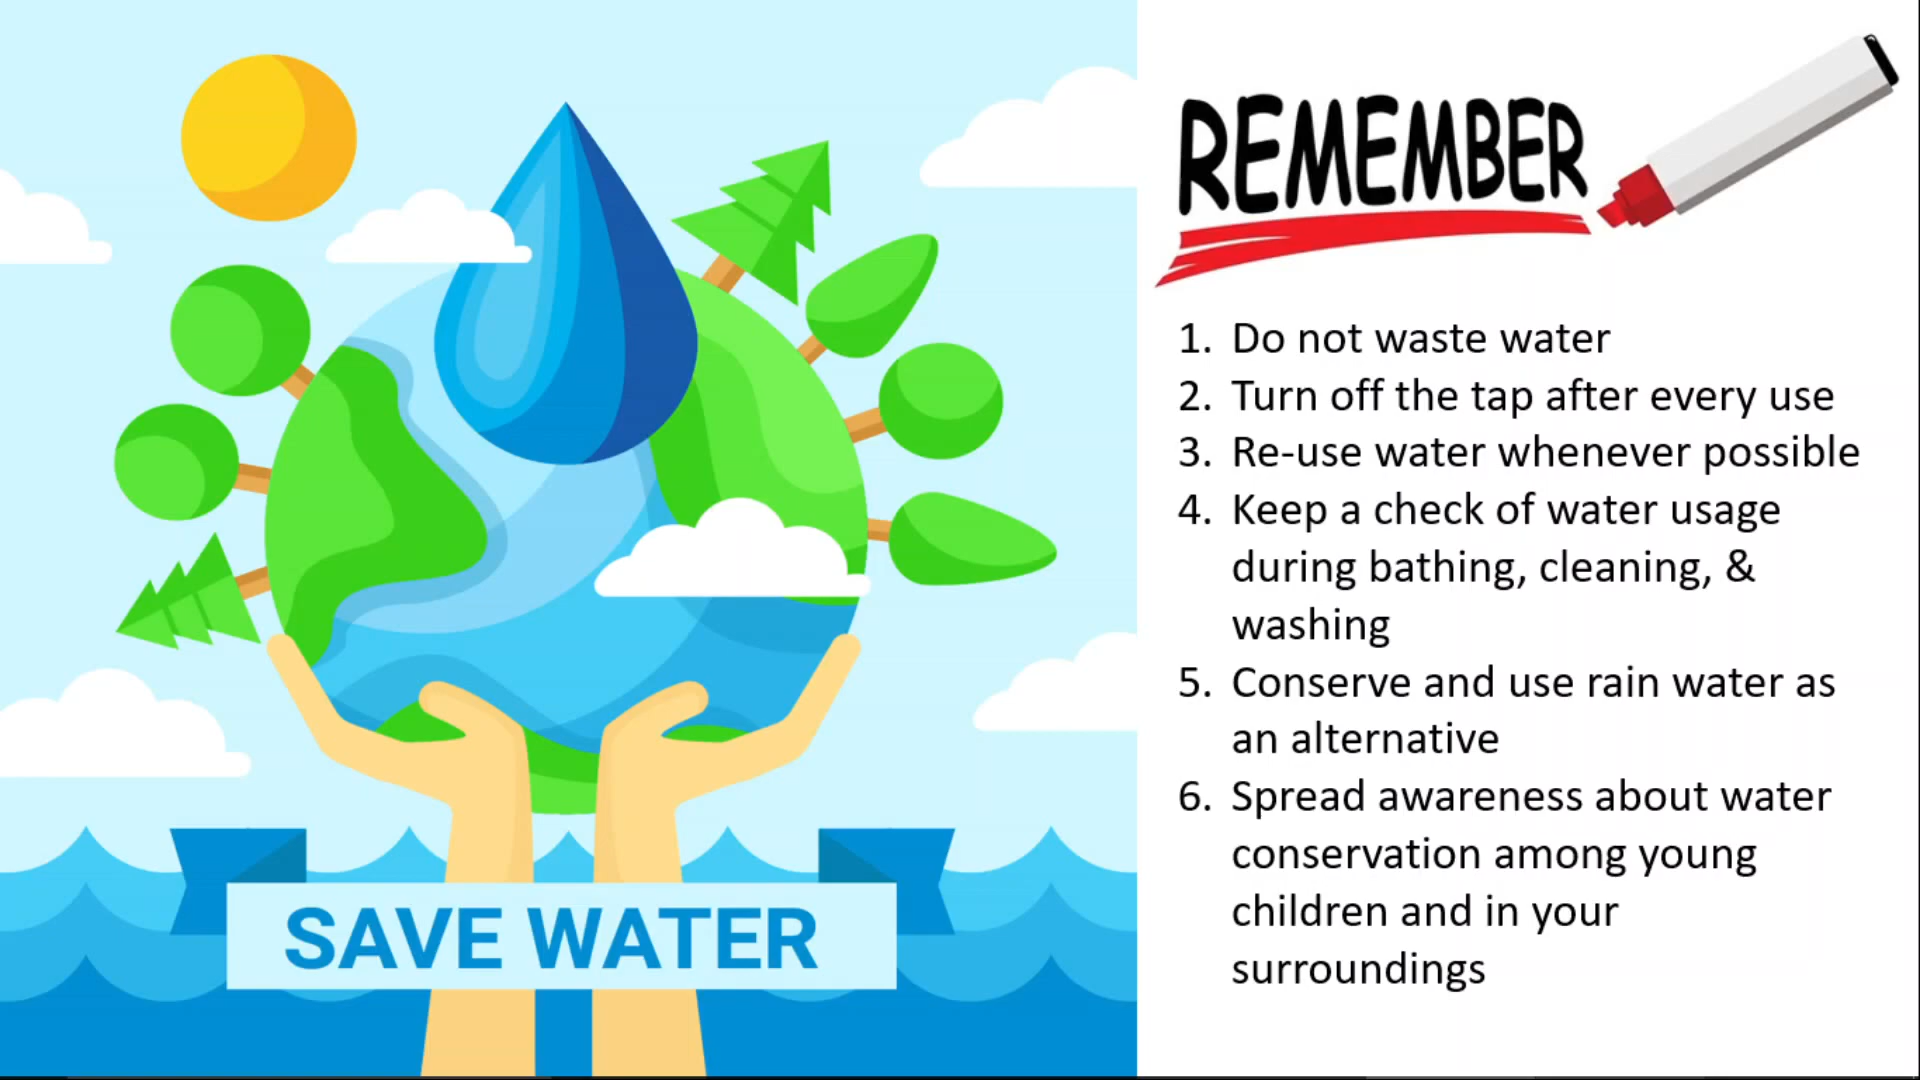 SAVE WATER
REMEMBER
1. Do not waste water
2. Turn off the tap after every use
3. Re-use water whenever possible
4. Keep a check of water usage
during bathing, cleaning, &
washing
5. Conserve and use rain water as
an alternative
6. Spread awareness about water
conservation among young
children and in your
surroundings